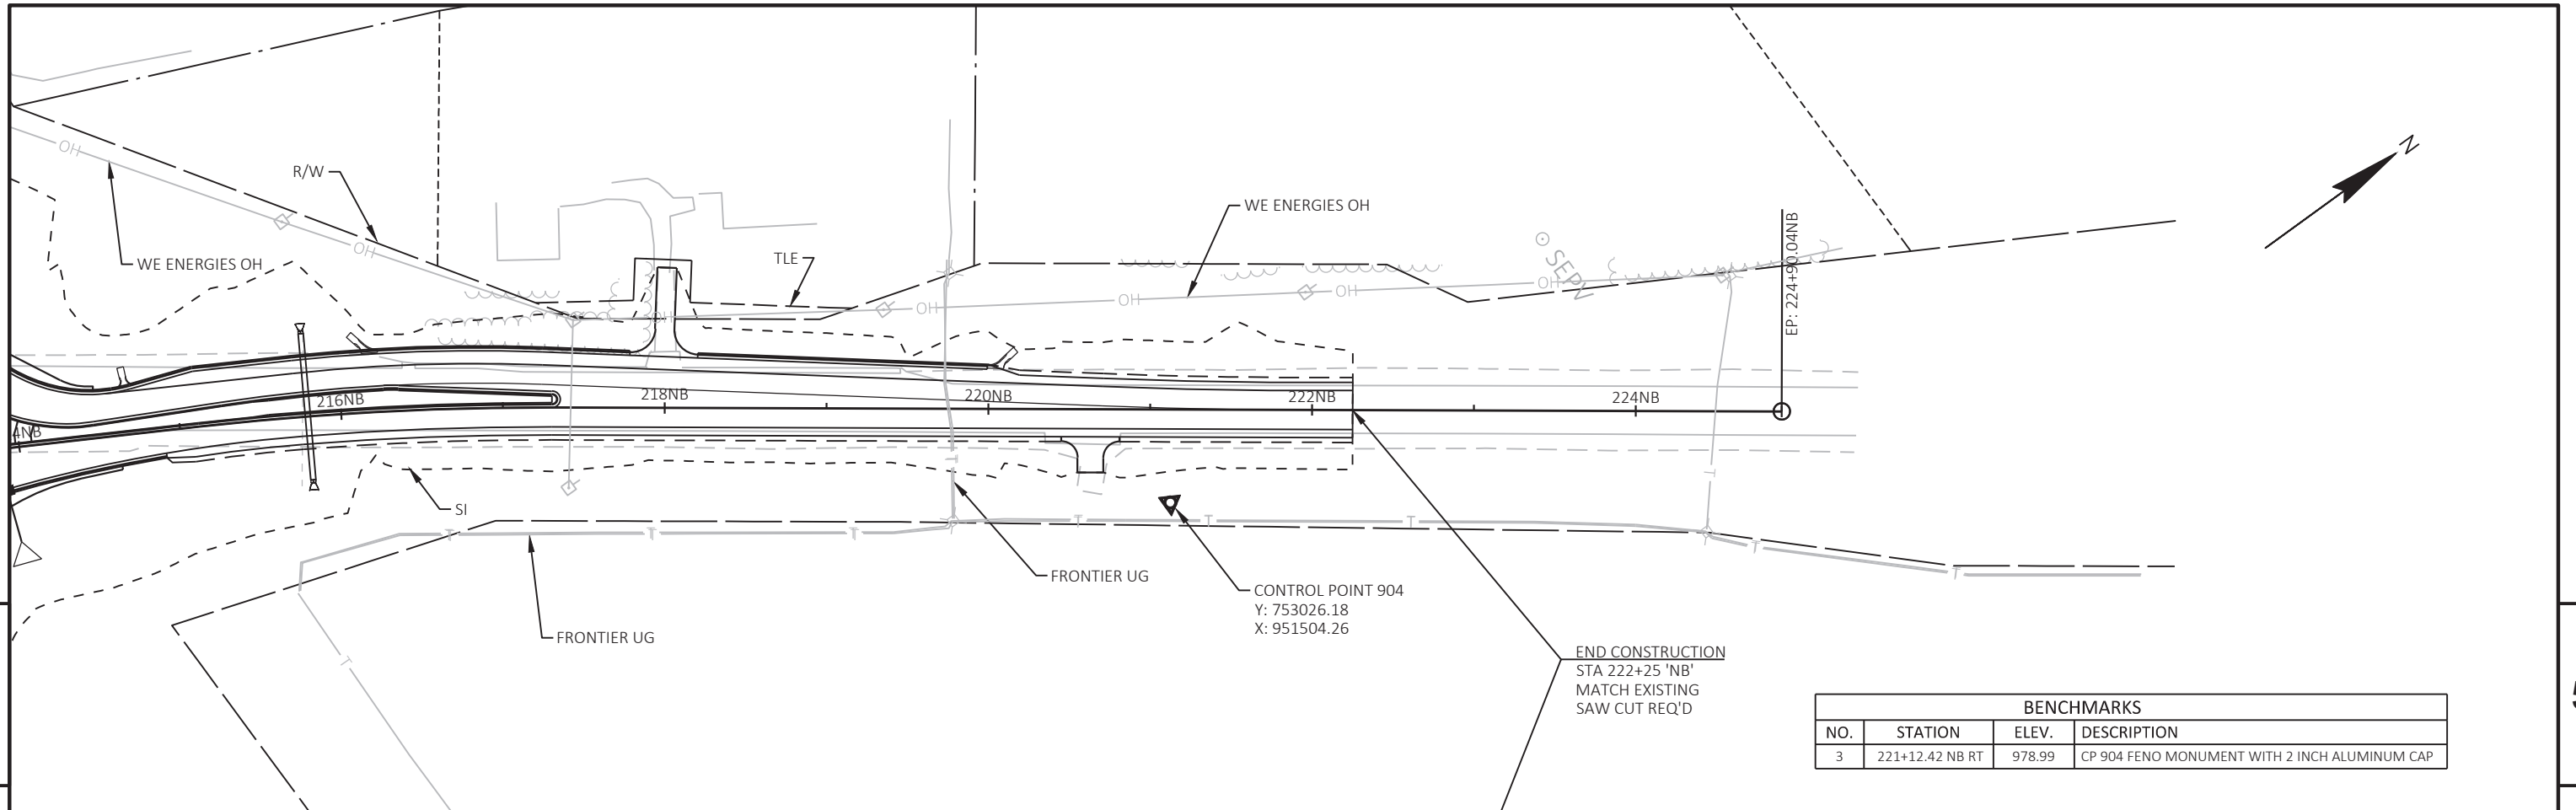 OH
R/W
WE ENERGIES OH
N
OH
WE ENERGIES OH
TLE
SEPV
EP: 224+90.04NB
OH
OH
OH
OH
OH
216NB
218NB
220NB
222NB
224NB
4NB
T
T
SI
T
T
T
T
T
T
T
T
FRONTIER UG
CONTROL POINT 904
Y: 753026.18
X: 951504.26
FRONTIER UG
T
END CONSTRUCTION
STA 222+25 'NB'
MATCH EXISTING
SAW CUT REQ'D
BENCHMARKS
NO. STATION ELEV. DESCRIPTION
3 221+12.42 NB RT 978.99 CP 904 FENO MONUMENT WITH 2 INCH ALUMINUM CAP